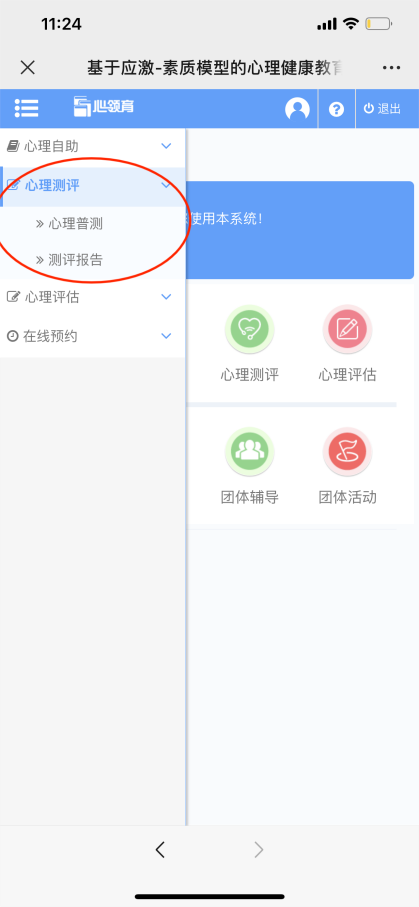 11:24
基于应激-素质模型的心理健康教育
心领育
退出
心理自助
心理测评
心理普测
测评报告
心理评估
在线预约
使用本系统！
心理测评
心理评估
团体辅导
团体活动